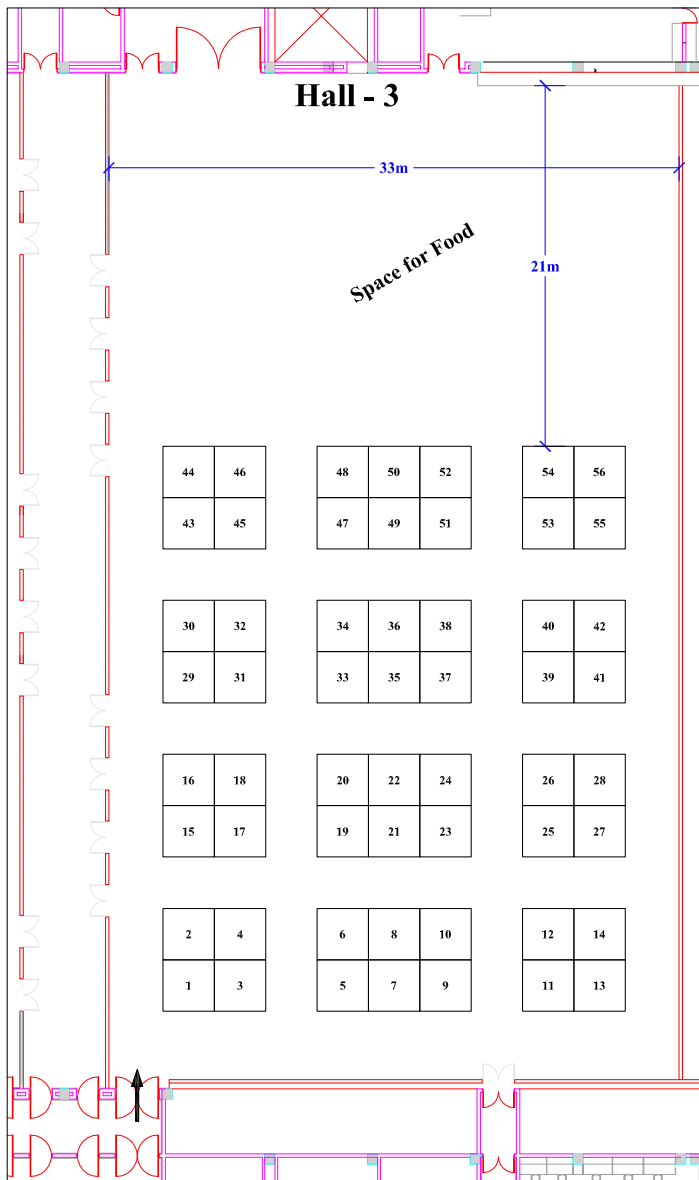 Hall - 3
33m
Space for Food
21m
44 46 48 50 52 54 56
43 45 47 49 51 53 55
30 32 34 36 38 40 42
29 31 33 35 37 39 41
16 18 20 22 24 26 28
15 17 19 21 23 25 27
2 4 6 8 10 12 14
1 3 5 7 9 11 13